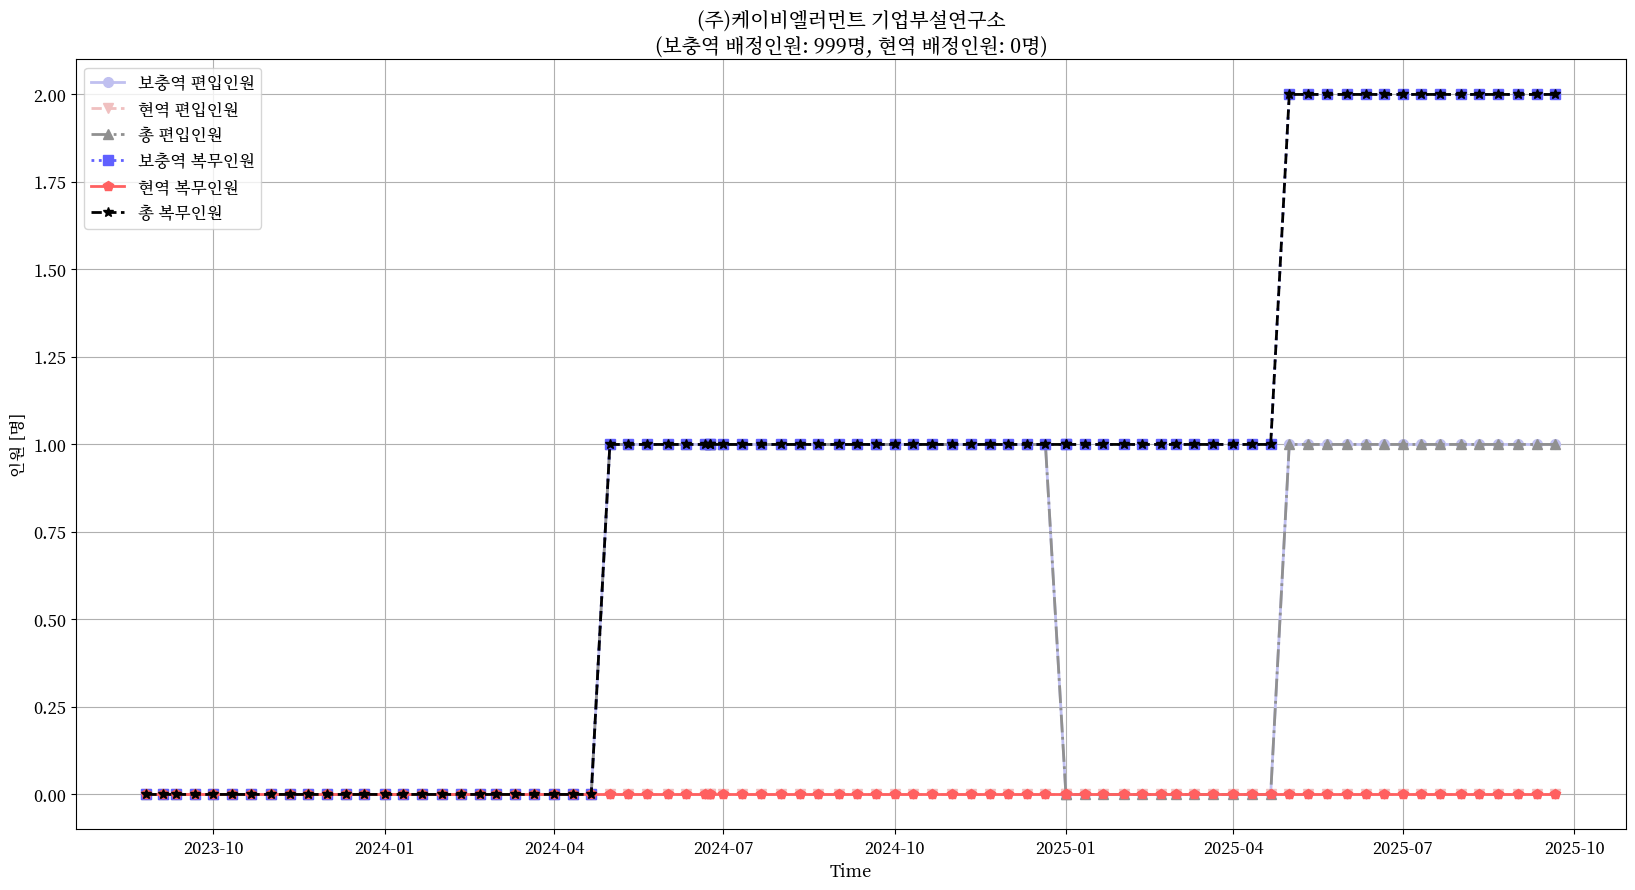 (주)케이비엘러먼트 기업부설연구소
(보충역 배정인원: 999명, 현역 배정인원: 0명)
보충역 편입인원
현역 편입인원
총 편입인원
보충역 복무인원
현역 복무인원
총 복무인원
2.00
1.75
1.50
1.25
1.00
0.75
0.50
0.25
0.00
인원 [명]
2023-10
2024-01
2024-04
2024-07
2024-10
2025-01
2025-04
2025-07
2025-10
Time